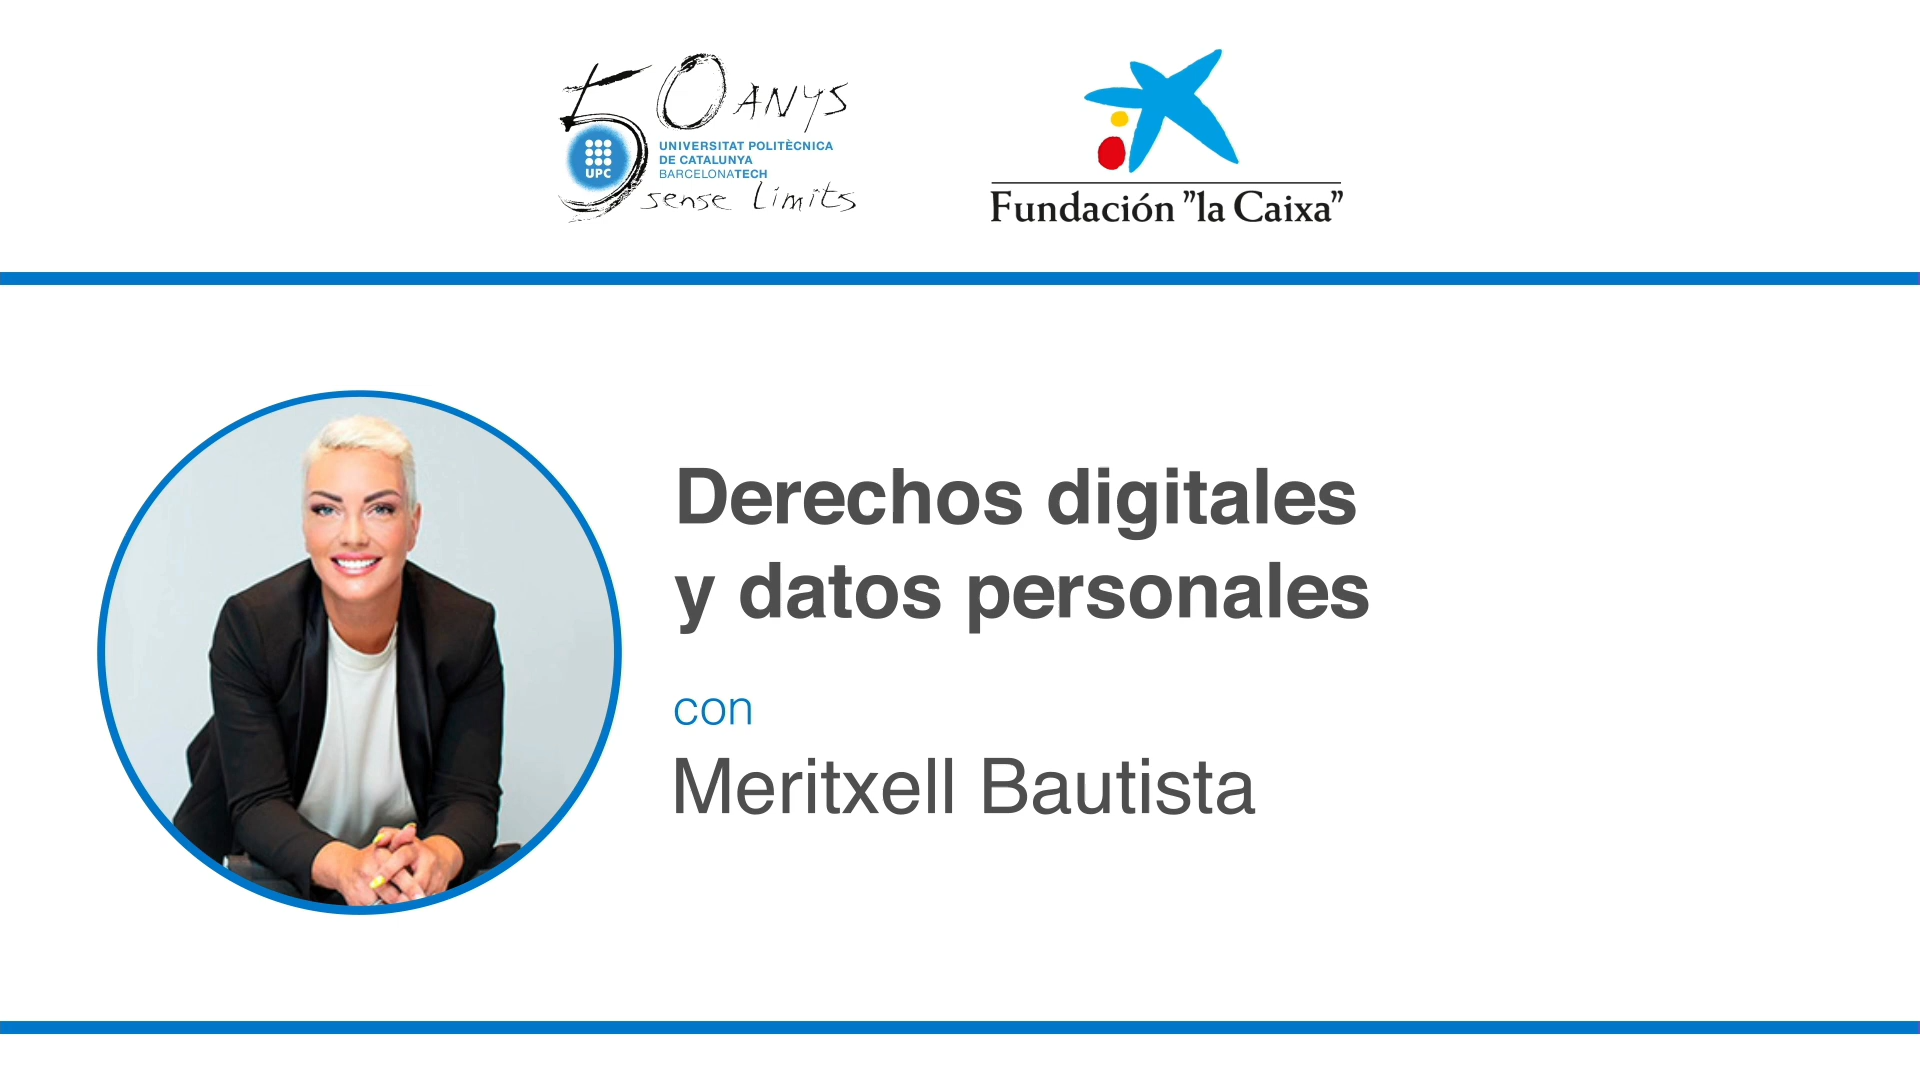 50 ANYS
UNIVERSITAT POLITÈCNICA
DE CATALUNYA
BARCELONATECH
UPC
sense límits
Fundación "la Caixa"
Derechos digitales
y datos personales
con
Meritxell Bautista